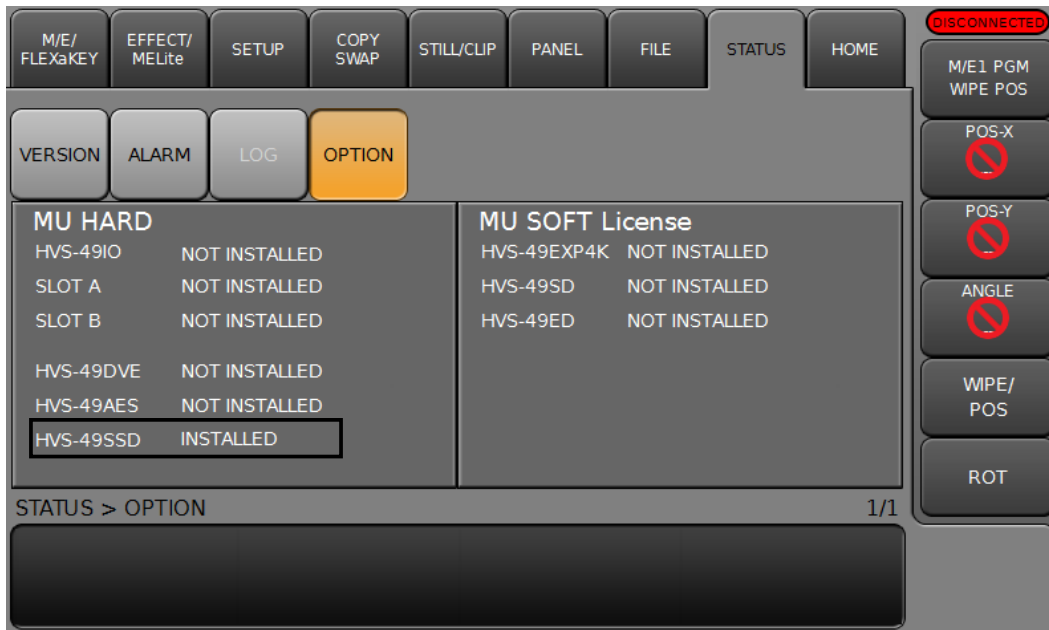 M/E/
FLEXaKEY
EFFECT/
MELite
SETUP
COPY
SWAP
STILL/CLIP
PANEL
FILE
STATUS
HOME
DISCONNECTED
M/E1 PGM
WIPE POS
VERSION
ALARM
LOG
OPTION
POS-X
--
POS-Y
--
ANGLE
--
WIPE/
POS
ROT
MU HARD
HVS-49IO NOT INSTALLED
SLOT A NOT INSTALLED
SLOT B NOT INSTALLED
HVS-49DVE NOT INSTALLED
HVS-49AES NOT INSTALLED
HVS-49SSD INSTALLED
MU SOFT License
HVS-49EXP4K NOT INSTALLED
HVS-49SD NOT INSTALLED
HVS-49ED NOT INSTALLED
STATUS > OPTION 1/1